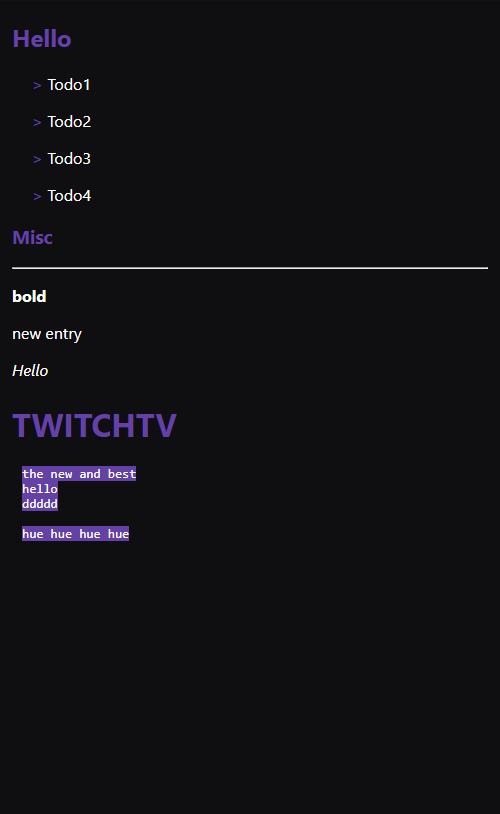 Hello
> Todo1
> Todo2
> Todo3
> Todo4
Misc
bold
new entry
Hello
TWITCHTV
the new and best
hello
ddddd
hue hue hue hue